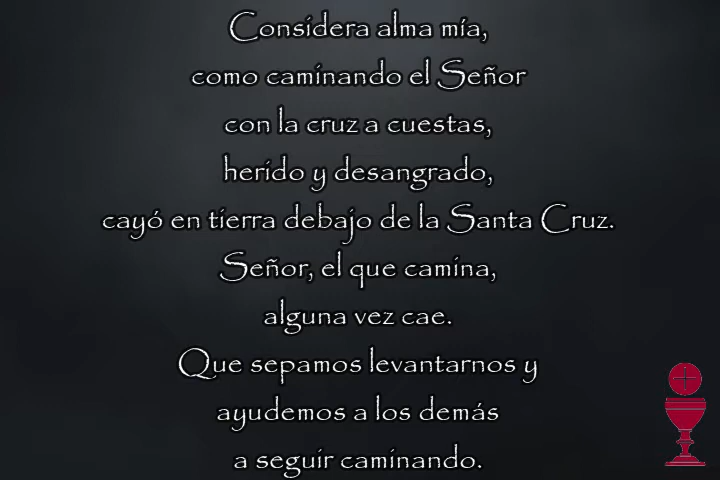 Considera alma mía,
como caminando el Señor
con la cruz a cuestas,
herido y desangrado,
cayó en tierra debajo de la Santa Cruz.
Señor, el que camina,
alguna vez cae.
Que sepamos levantarnos y
ayudemos a los demás
a seguir caminando.